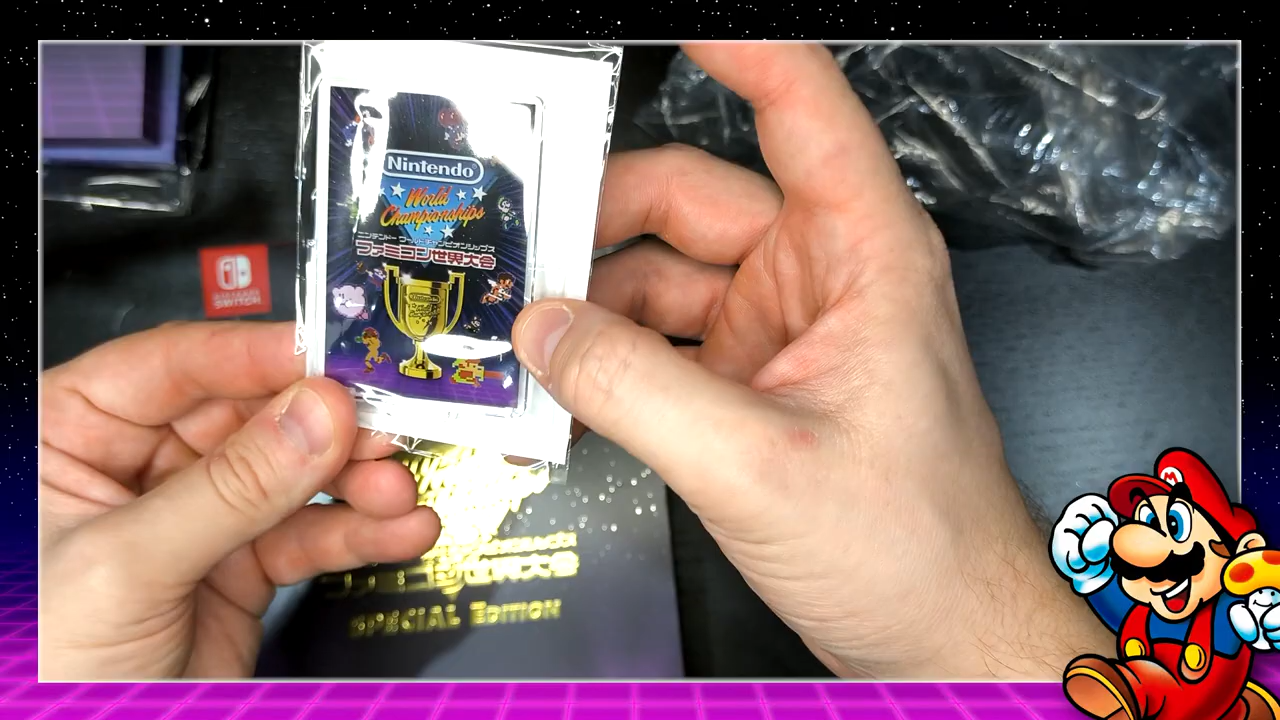 Nintendo
World
Championships
ニンテンドー ワールドチャンピオンシップス
ファミコン世界大会
NINTENDO
SWITCH
Nintendo
ファミコン世界大会
SPECIAL EDITION
M